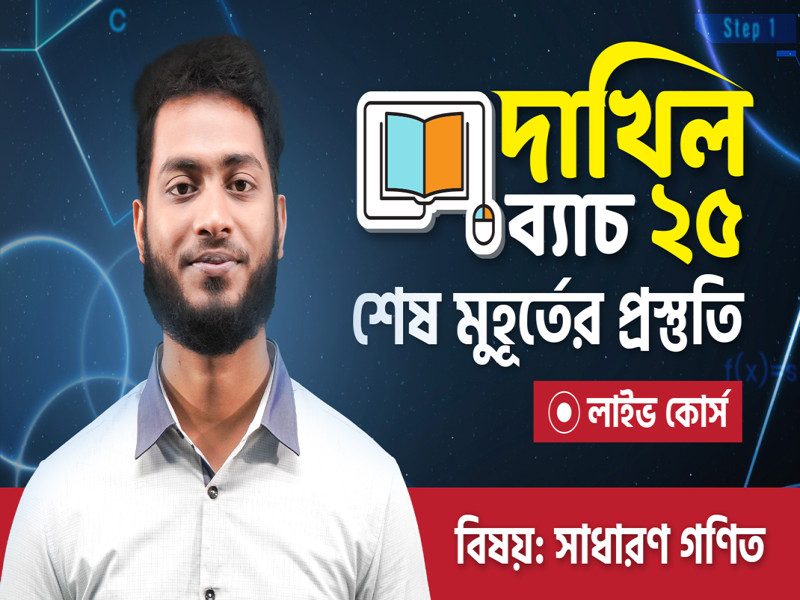 C
Step 1
দাখিল
ব্যাচ ২৫
শেষ মুহূর্তের প্রস্তুতি
f(x)=s
লাইভ কোর্স
বিষয়: সাধারণ গণিত